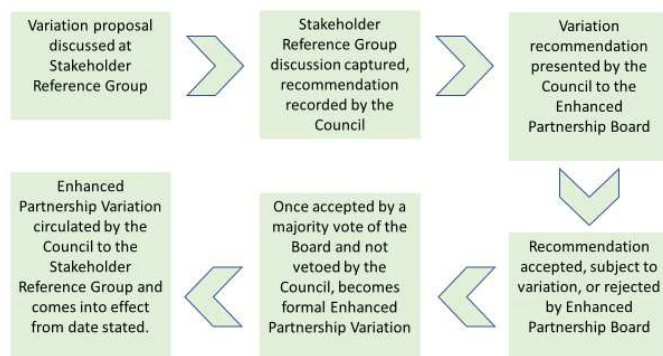 Variation proposal
discussed at
Stakeholder
Reference Group
Stakeholder
Reference Group
discussion captured,
recommendation
recorded by the
Council
Variation
recommendation
presented by the
Council to the
Enhanced
Partnership Board
Recommendation
accepted, subject to
variation, or rejected
by Enhanced
Partnership Board
Once accepted by a
majority vote of the
Board and not
vetoed by the
Council, becomes
formal Enhanced
Partnership Variation
Enhanced
Partnership Variation
circulated by the
Council to the
Stakeholder
Reference Group and
comes into effect
from date stated.